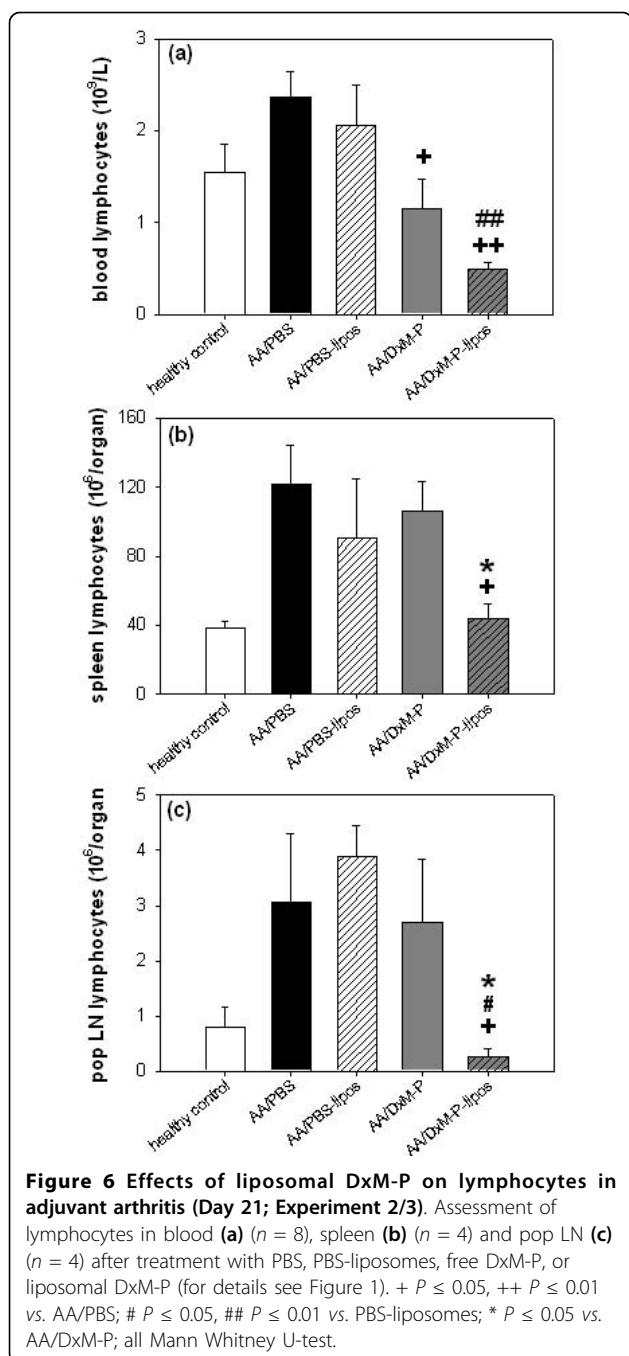 (a)
blood lymphocytes (10⁹/L)
3
2
1
0
+
##
++
healthy control
AA/PBS
AA/PBS-lipos
AA/DxM-P
AA/DxM-P-lipos
(b)
spleen lymphocytes (10⁶/organ)
160
120
80
40
0
*
+
healthy control
AA/PBS
AA/PBS-lipos
AA/DxM-P
AA/DxM-P-lipos
(c)
pop LN lymphocytes (10⁶/organ)
5
4
3
2
1
0
*
#
+
healthy control
AA/PBS
AA/PBS-lipos
AA/DxM-P
AA/DxM-P-lipos
Figure 6 Effects of liposomal DxM-P on lymphocytes in
adjuvant arthritis (Day 21; Experiment 2/3). Assessment of
lymphocytes in blood (a) (n = 8), spleen (b) (n = 4) and pop LN (c)
(n = 4) after treatment with PBS, PBS-liposomes, free DxM-P, or
liposomal DxM-P (for details see Figure 1). + P ≤ 0.05, ++ P ≤ 0.01
vs. AA/PBS; # P ≤ 0.05, ## P ≤ 0.01 vs. PBS-liposomes; * P ≤ 0.05 vs.
AA/DxM-P; all Mann Whitney U-test.